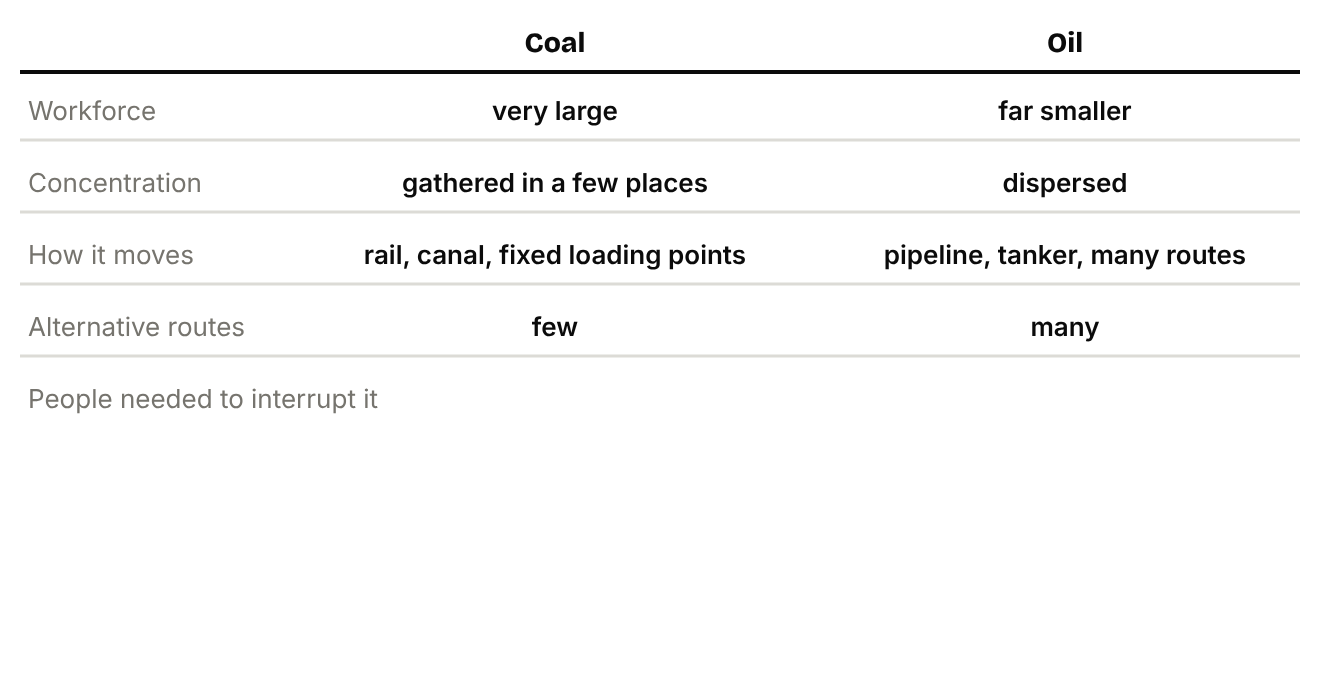 Coal Oil
Workforce very large far smaller
Concentration gathered in a few places dispersed
How it moves rail, canal, fixed loading points pipeline, tanker, many routes
Alternative routes few many
People needed to interrupt it